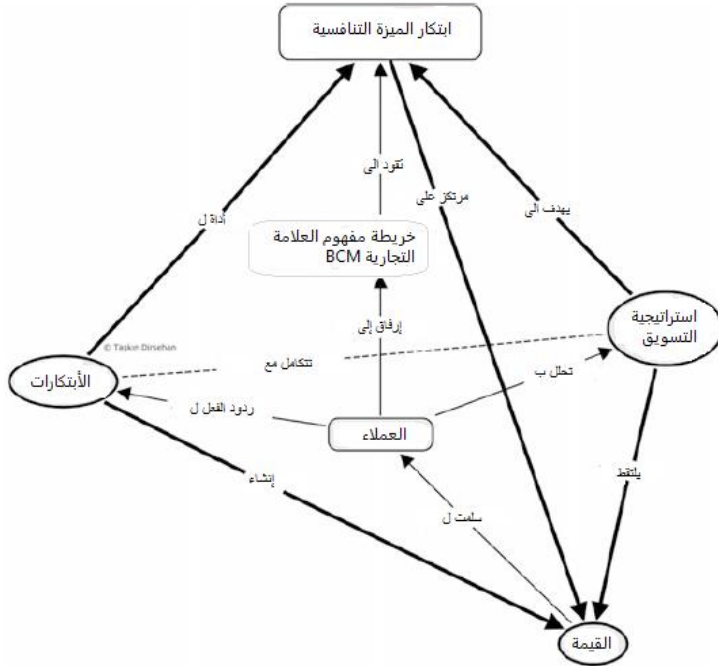 ابتكار الميزة التنافسية
تقود الى
مرتكز على
يهدف الى
أداة ل
خريطة مفهوم العلامة
التجارية BCM
استراتيجية
التسويق
إرفاق إلى
© Taşkın Dirsehan
تتكامل مع
الأبتكارات
تحلل ب
ردود الفعل ل
العملاء
يلتقط
إنشاء
سلمت ل
القيمة